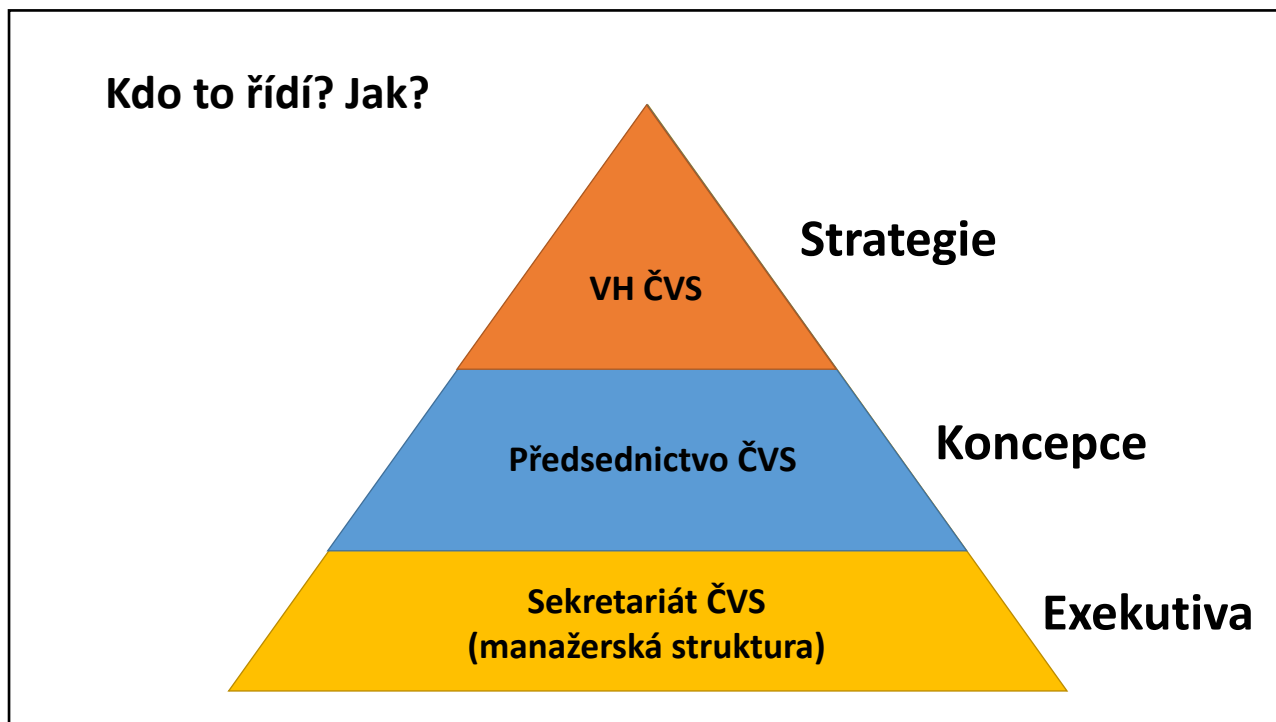 Kdo to řídí? Jak?
Strategie
VH ČVS
Koncepce
Předsednictvo ČVS
Sekretariát ČVS
(manažerská struktura)
Exekutiva